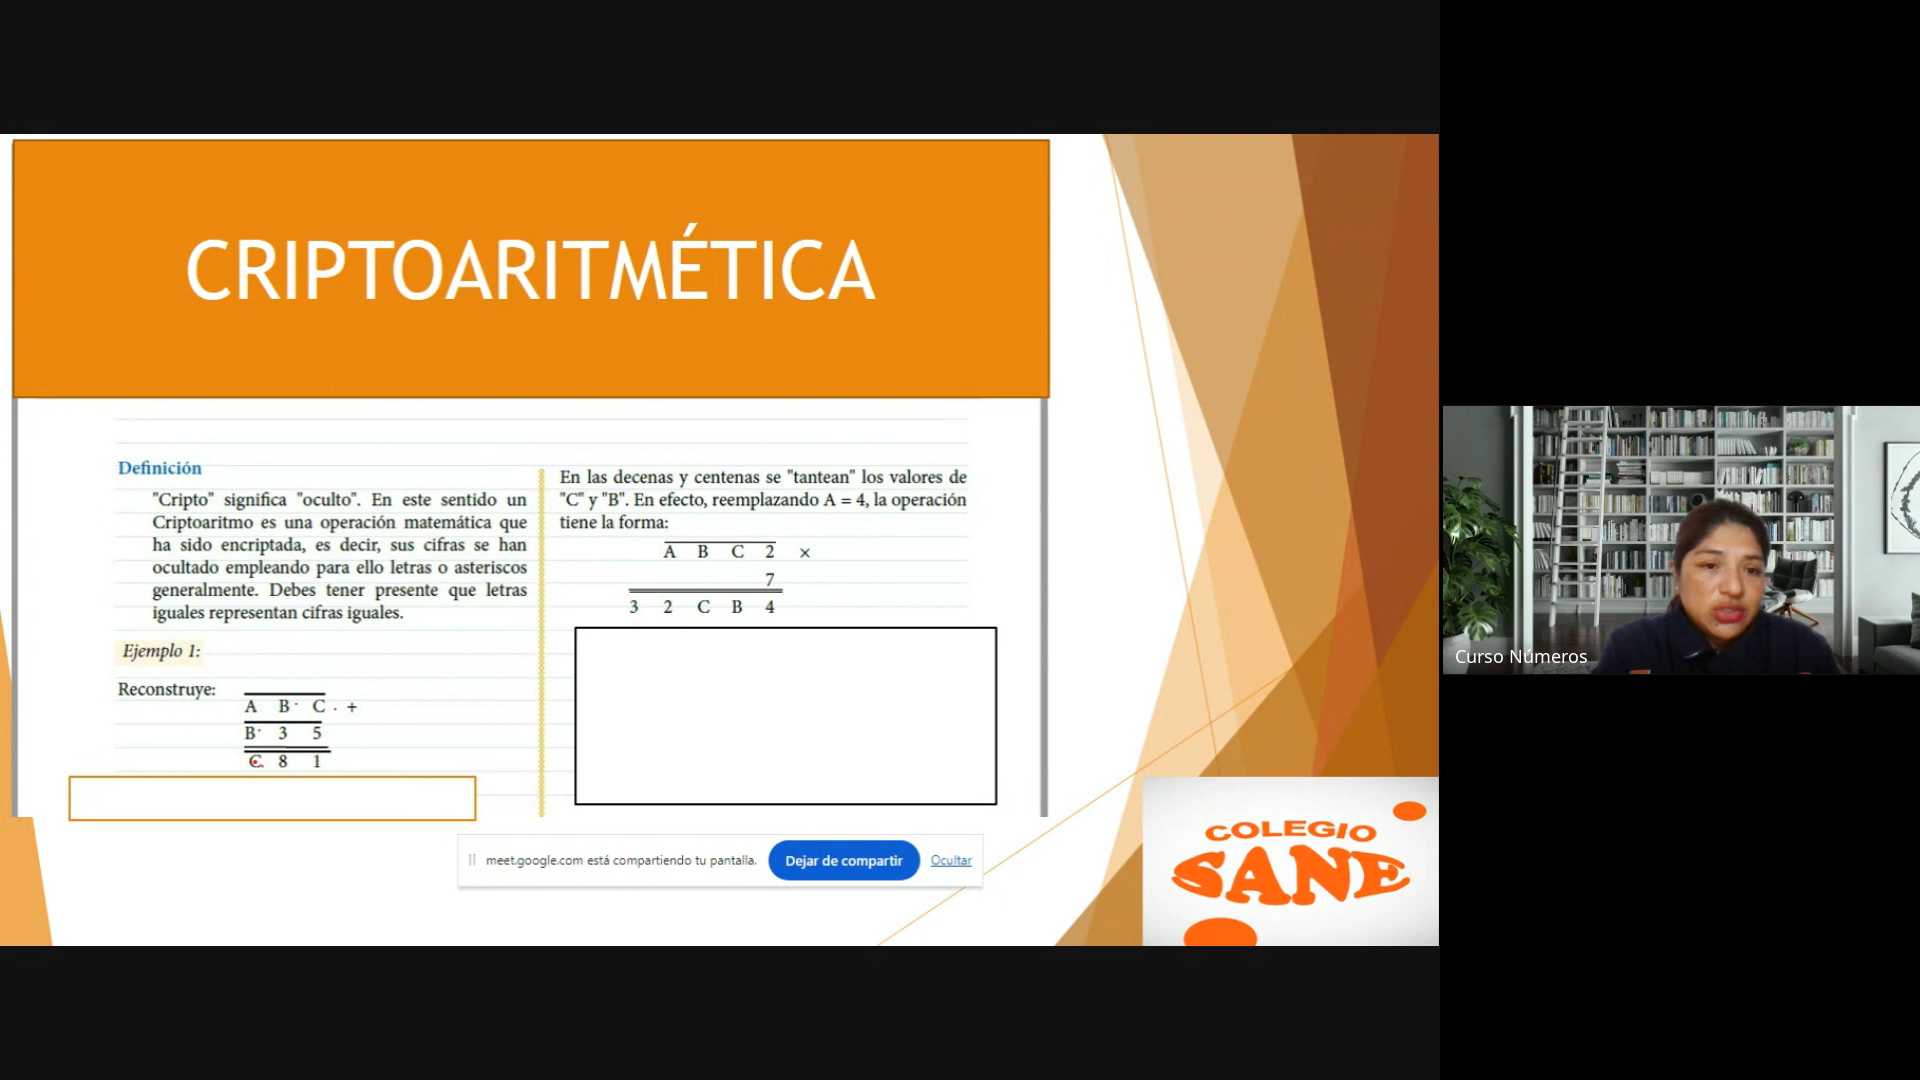 CRIPTOARITMÉTICA
Definición
"Cripto" significa "oculto". En este sentido un
Criptoaritmo es una operación matemática que
ha sido encriptada, es decir, sus cifras se han
ocultado empleando para ello letras o asteriscos
generalmente. Debes tener presente que letras
iguales representan cifras iguales.
Ejemplo 1:
Reconstruye:
A B C +
B 3 5
C 8 1
En las decenas y centenas se "tantean" los valores de
"C" y "B". En efecto, reemplazando A = 4, la operación
tiene la forma:
A B C 2 ×
7
3 2 C B 4
meet.google.com está compartiendo tu pantalla.
Dejar de compartir
Ocultar
COLEGIO
SANE
Curso Números